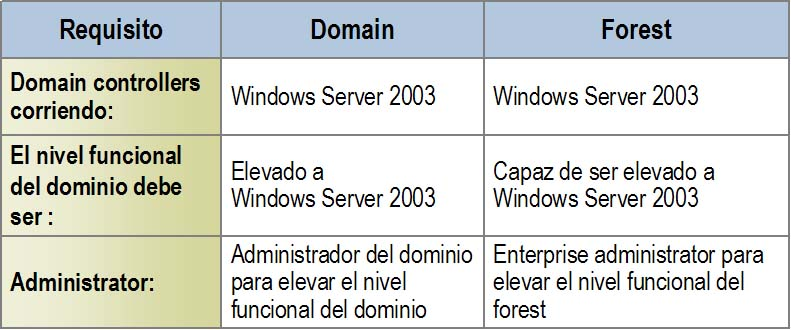 Requisito
Domain
Forest
Domain controllers
corriendo:
Windows Server 2003
Windows Server 2003
El nivel funcional
del dominio debe
ser :
Elevado a
Windows Server 2003
Capaz de ser elevado a
Windows Server 2003
Administrator:
Administrador del dominio
para elevar el nivel
funcional del dominio
Enterprise administrator para
elevar el nivel funcional del
forest